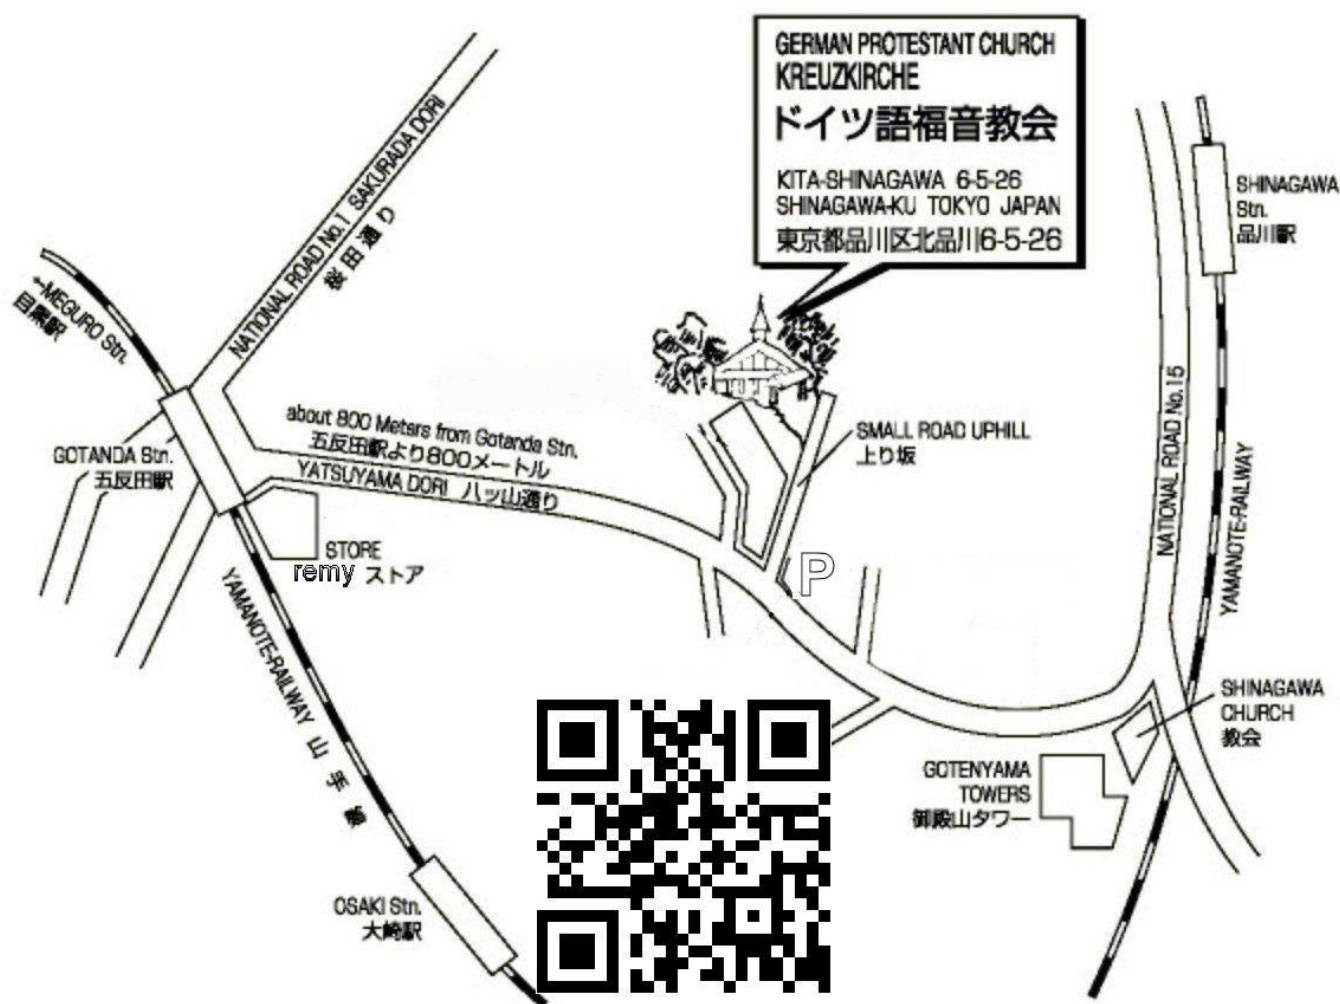 GERMAN PROTESTANT CHURCH
KREUZKIRCHE
ドイツ語福音教会
KITA-SHINAGAWA 6-5-26
SHINAGAWA-KU TOKYO JAPAN
東京都品川区北品川6-5-26
NATIONAL ROAD No.1 SAKURADA DORI
桜田通り
SHINAGAWA
Stn.
品川駅
←MEGURO Stn.
目黒駅
about 800 Meters from Gotanda Stn.
五反田駅より800メートル
YATSUYAMA DORI 八ッ山通り
GOTANDA Stn.
五反田駅
SMALL ROAD UPHILL
上り坂
NATIONAL ROAD No.15
YAMANOTE-RAILWAY
STORE
remy ストア
P
YAMANOTE-RAILWAY 山手線
SHINAGAWA
CHURCH
教会
GOTENYAMA
TOWERS
御殿山タワー
OSAKI Stn.
大崎駅